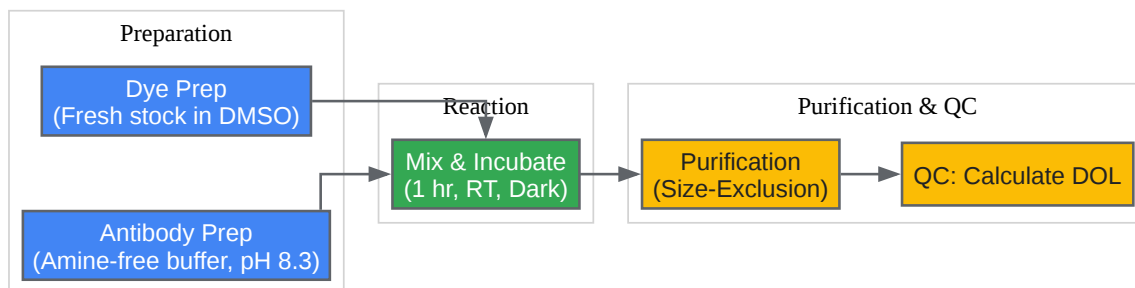 Preparation
Dye Prep
(Fresh stock in DMSO)
Antibody Prep
(Amine-free buffer, pH 8.3)
Reaction
Mix & Incubate
(1 hr, RT, Dark)
Purification & QC
Purification
(Size-Exclusion)
QC: Calculate DOL